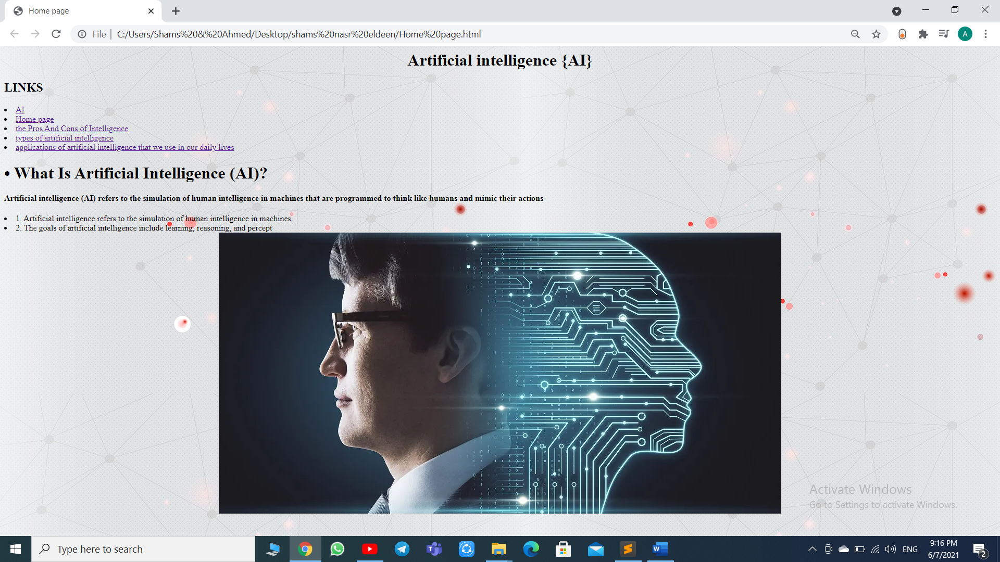 Home page
File
C:/Users/Shams%20&%20Ahmed/Desktop/shams%20nasr%20eldeen/Home%20page.html
A
Artificial intelligence {AI}
LINKS
• AI
• Home page
• the Pros And Cons of Intelligence
• types of artificial intelligence
• applications of artificial intelligence that we use in our daily lives
• What Is Artificial Intelligence (AI)?
Artificial intelligence (AI) refers to the simulation of human intelligence in machines that are programmed to think like humans and mimic their actions
• 1. Artificial intelligence refers to the simulation of human intelligence in machines.
• 2. The goals of artificial intelligence include learning, reasoning, and percept
Activate Windows
Go to Settings to activate Windows.
Type here to search
ENG
9:16 PM
6/7/2021
2